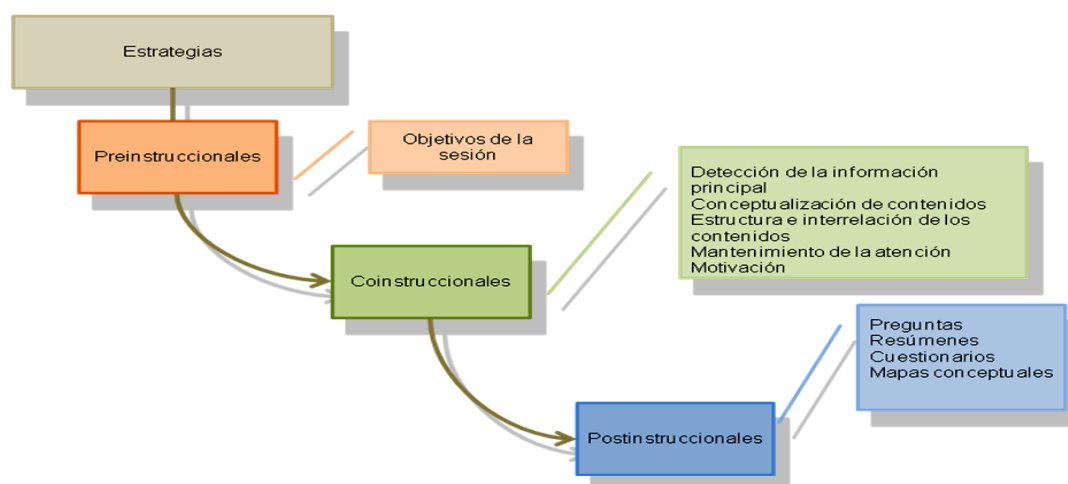 Estrategias
Preinstruccionales
Objetivos de la
sesión
Coinstruccionales
Detección de la información
principal
Conceptualización de contenidos
Estructura e interrelación de los
contenidos
Mantenimiento de la atención
Motivación
Postinstruccionales
Preguntas
Resúmenes
Cuestionarios
Mapas conceptuales